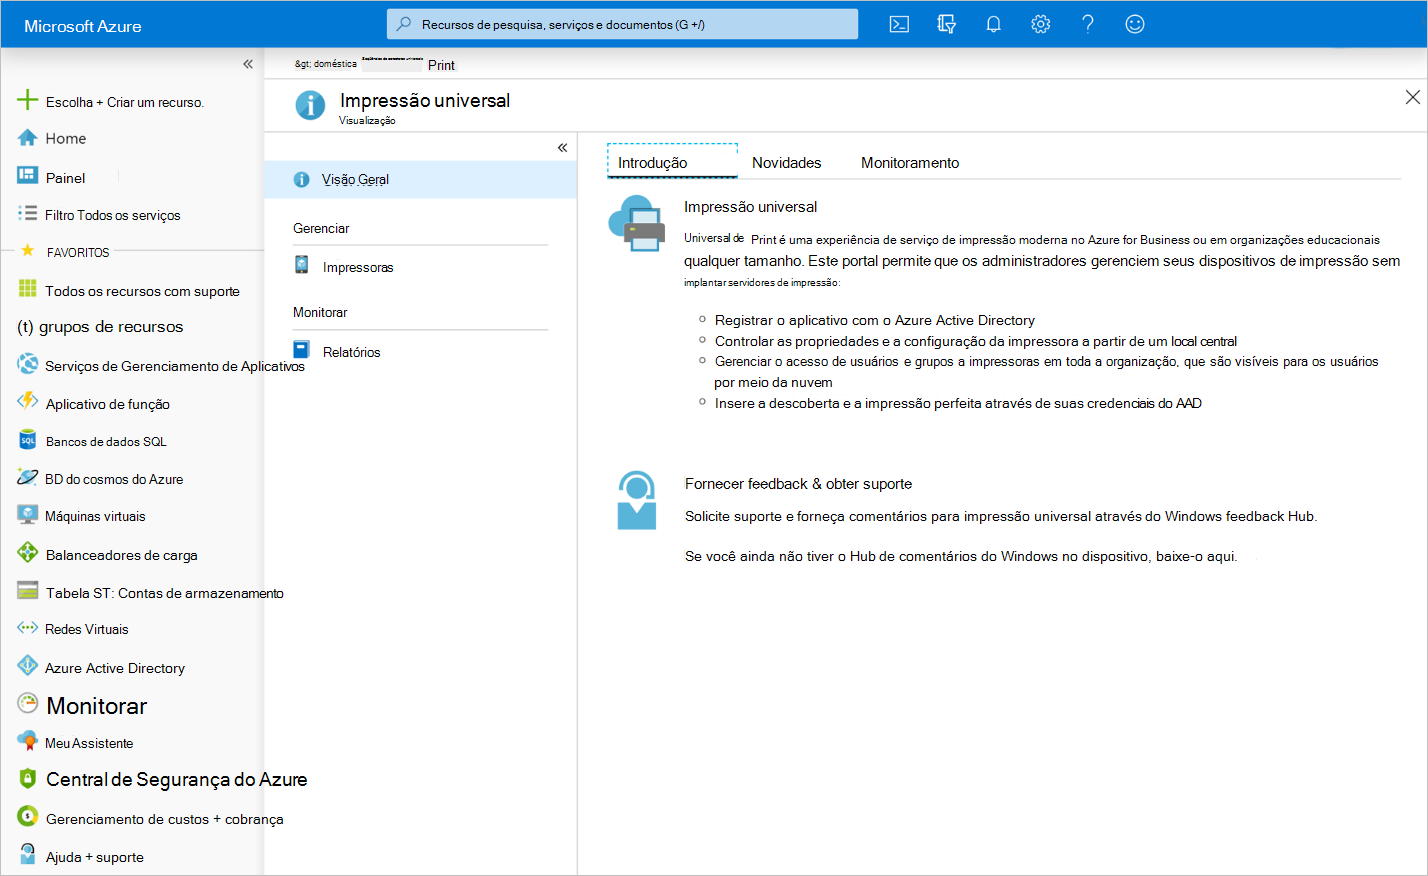 Microsoft Azure
Recursos de pesquisa, serviços e documentos (G +/)
&gt; doméstica
Print
Escolha + Criar um recurso.
Home
Painel
Filtro Todos os serviços
FAVORITOS
Todos os recursos com suporte
(t) grupos de recursos
Serviços de Gerenciamento de Aplicativos
Aplicativo de função
Bancos de dados SQL
BD do cosmos do Azure
Máquinas virtuais
Balanceadores de carga
Tabela ST: Contas de armazenamento
Redes Virtuais
Azure Active Directory
Monitorar
Meu Assistente
Central de Segurança do Azure
Gerenciamento de custos + cobrança
Ajuda + suporte
Impressão universal
Visualização
Visão Geral
Gerenciar
Impressoras
Monitorar
Relatórios
Introdução
Novidades
Monitoramento
Impressão universal
Universal de Print é uma experiência de serviço de impressão moderna no Azure for Business ou em organizações educacionais
qualquer tamanho. Este portal permite que os administradores gerenciem seus dispositivos de impressão sem
implantar servidores de impressão:
Registrar o aplicativo com o Azure Active Directory
Controlar as propriedades e a configuração da impressora a partir de um local central
Gerenciar o acesso de usuários e grupos a impressoras em toda a organização, que são visíveis para os usuários
por meio da nuvem
Insere a descoberta e a impressão perfeita através de suas credenciais do AAD
Fornecer feedback & obter suporte
Solicite suporte e forneça comentários para impressão universal através do Windows feedback Hub.
Se você ainda não tiver o Hub de comentários do Windows no dispositivo, baixe-o aqui.